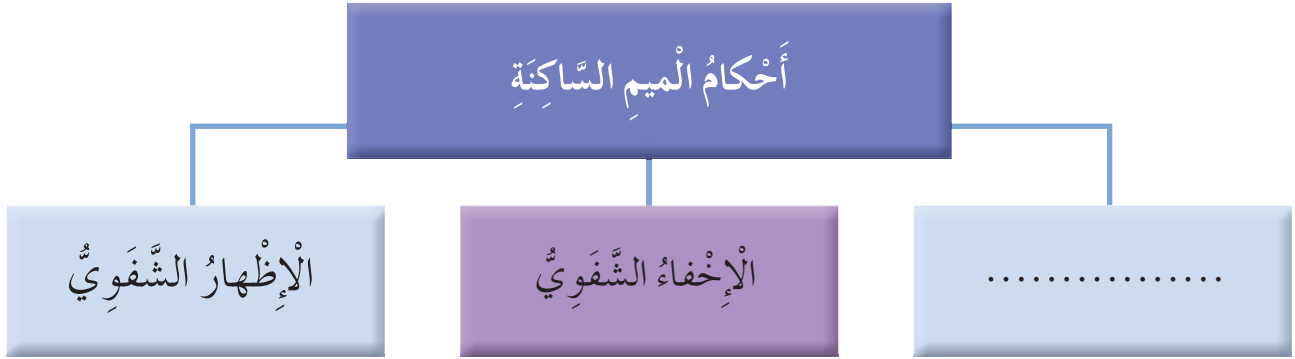 أَحْكامُ الْميمِ السَّاكِنَةِ
................
الْإِخْفاءُ الشَّفَوِيُّ
الْإِظْهارُ الشَّفَوِيُّ